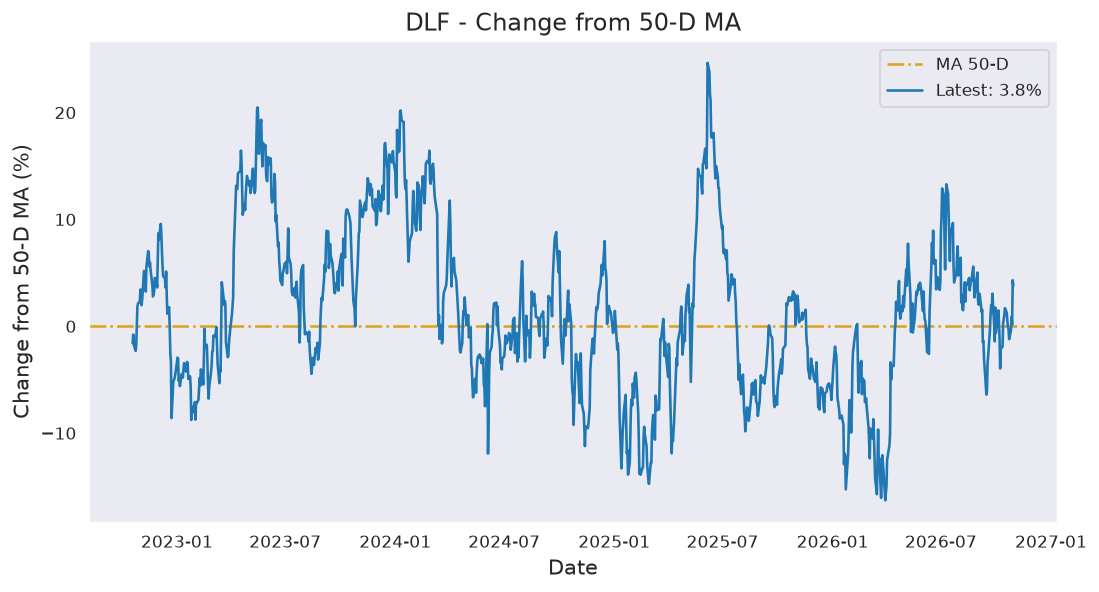 DLF - Change from 50-D MA
MA 50-D
Latest: 3.8%
Change from 50-D MA (%)
20
10
0
−10
2023-01
2023-07
2024-01
2024-07
2025-01
2025-07
2026-01
2026-07
2027-01
Date